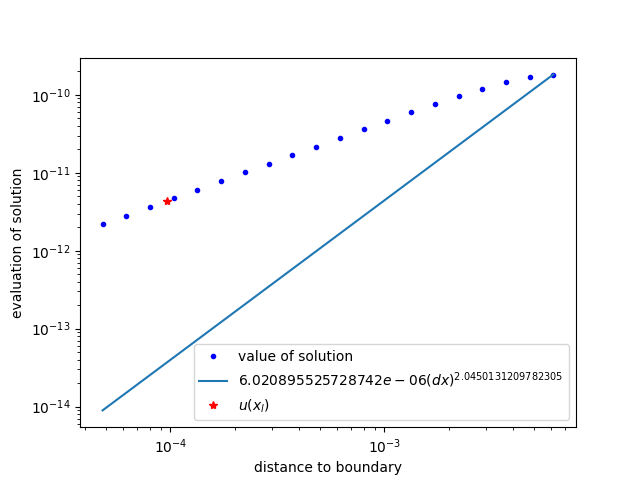 10⁻¹⁰
10⁻¹¹
10⁻¹²
10⁻¹³
10⁻¹⁴
evaluation of solution
value of solution
6.020895525728742e − 06(dx)^2.0450131209782305
u(x_l)
10⁻⁴
10⁻³
distance to boundary